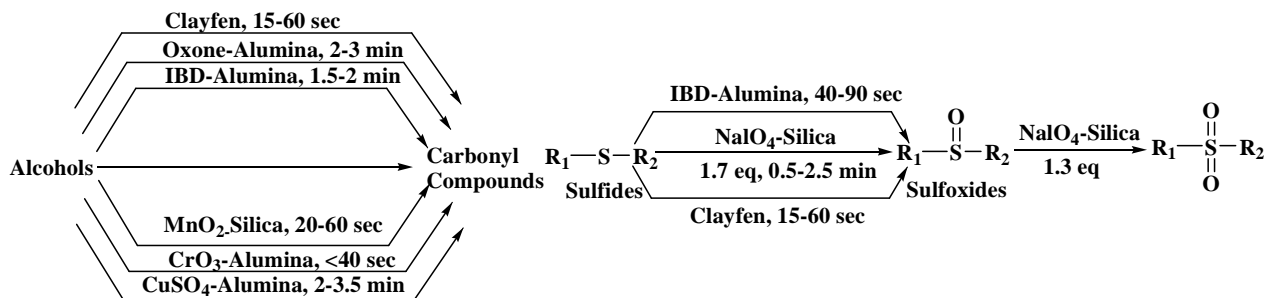 Clayfen, 15-60 sec
Oxone-Alumina, 2-3 min
IBD-Alumina, 1.5-2 min
Alcohols
Carbonyl
Compounds
MnO₂-Silica, 20-60 sec
CrO₃-Alumina, <40 sec
CuSO₄-Alumina, 2-3.5 min
R₁ S R₂
Sulfides
IBD-Alumina, 40-90 sec
NaIO₄-Silica
1.7 eq, 0.5-2.5 min
Clayfen, 15-60 sec
O
R₁ S R₂
Sulfoxides
NaIO₄-Silica
1.3 eq
O
R₁ S R₂
O